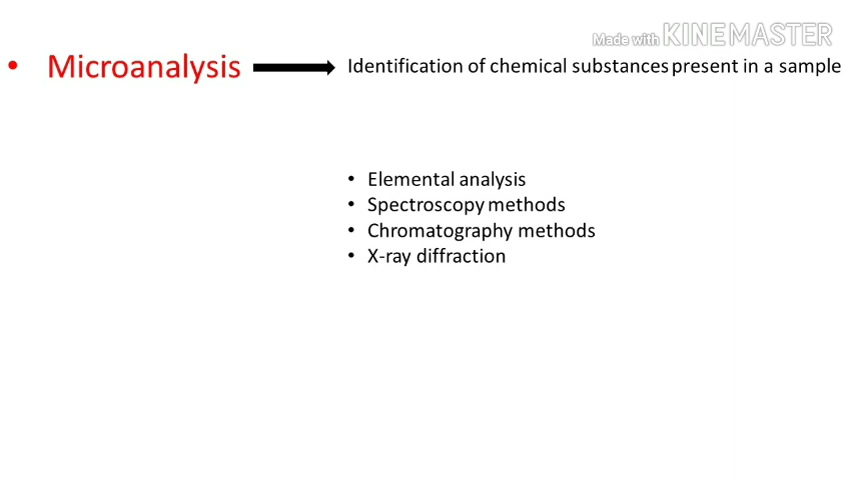 Made with KINEMASTER
• Microanalysis Identification of chemical substances present in a sample
• Elemental analysis
• Spectroscopy methods
• Chromatography methods
• X-ray diffraction